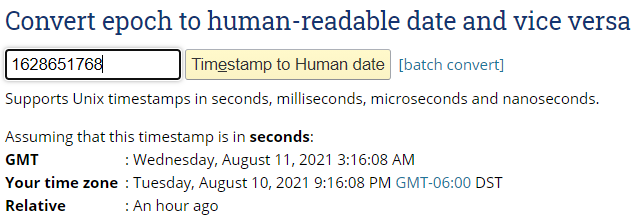 Convert epoch to human-readable date and vice versa
1628651768 Timestamp to Human date [batch convert]
Supports Unix timestamps in seconds, milliseconds, microseconds and nanoseconds.
Assuming that this timestamp is in seconds:
GMT : Wednesday, August 11, 2021 3:16:08 AM
Your time zone : Tuesday, August 10, 2021 9:16:08 PM GMT-06:00 DST
Relative : An hour ago